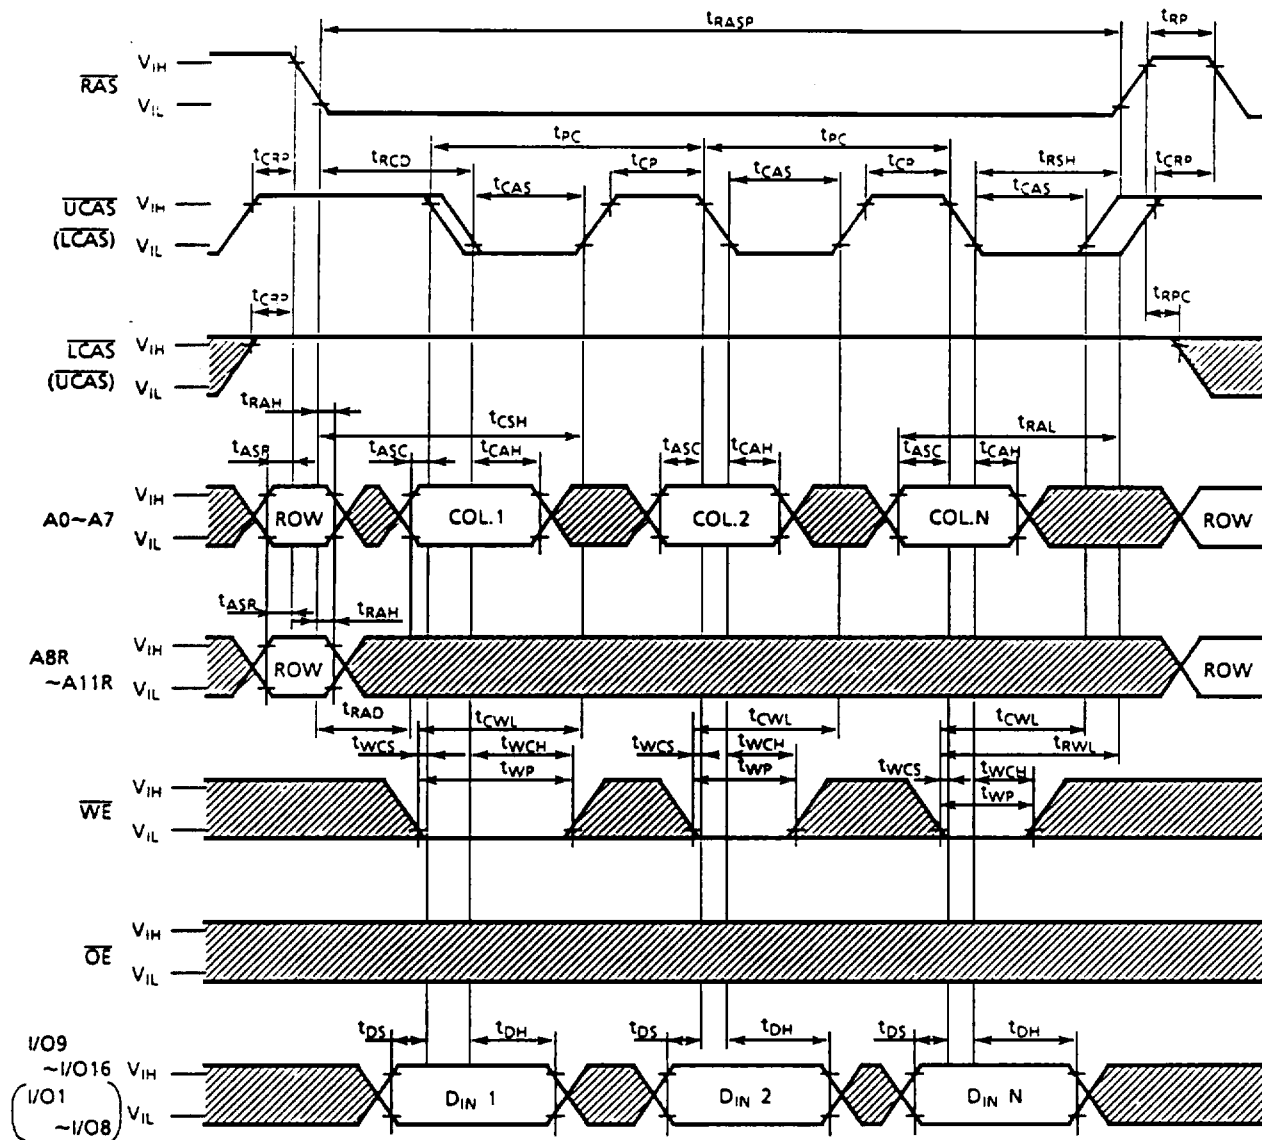 tRASP tRP
RAS VIH
VIL
tPC tPC
tCRP tRCD tCP tCP tRSH tCRP
tCAS tCAS tCAS
UCAS VIH
(LCAS) VIL
tCRP tRPC
LCAS VIH
(UCAS) VIL
tRAH
tCSH tRAL
tASR tASC tCAH tASC tCAH tASC tCAH
A0~A7 VIH
VIL
ROW COL.1 COL.2 COL.N ROW
tASR tRAH
A8R
~A11R
VIH
VIL
ROW ROW
tRAD tCWL tCWL tCWL
tWCS tWCH tWCS tWCH tRWL
tWP tWP tWCS tWCH
tWP
WE VIH
VIL
OE VIH
VIL
tDS tDH tDS tDH tDS tDH
I/O9
~I/O16
(I/O1
~I/O8)
VIH
VIL
DIN 1 DIN 2 DIN N